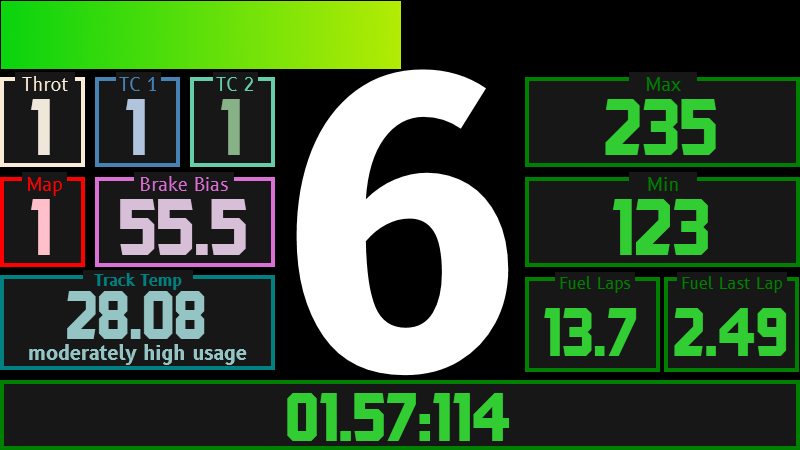 Throt
1
TC 1
1
TC 2
1
Map
1
Brake Bias
55.5
Track Temp
28.08
moderately high usage
6
Max
235
Min
123
Fuel Laps
13.7
Fuel Last Lap
2.49
01.57:114